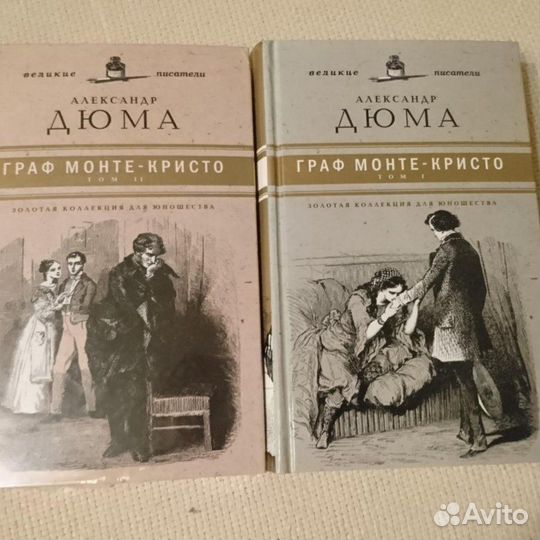 великие писатели
АЛЕКСАНДР
ДЮМА
ГРАФ МОНТЕ-КРИСТО
ТОМ II
ЗОЛОТАЯ КОЛЛЕКЦИЯ ДЛЯ ЮНОШЕСТВА
великие писатели
АЛЕКСАНДР
ДЮМА
ГРАФ МОНТЕ-КРИСТО
ТОМ I
ЗОЛОТАЯ КОЛЛЕКЦИЯ ДЛЯ ЮНОШЕСТВА
Avito